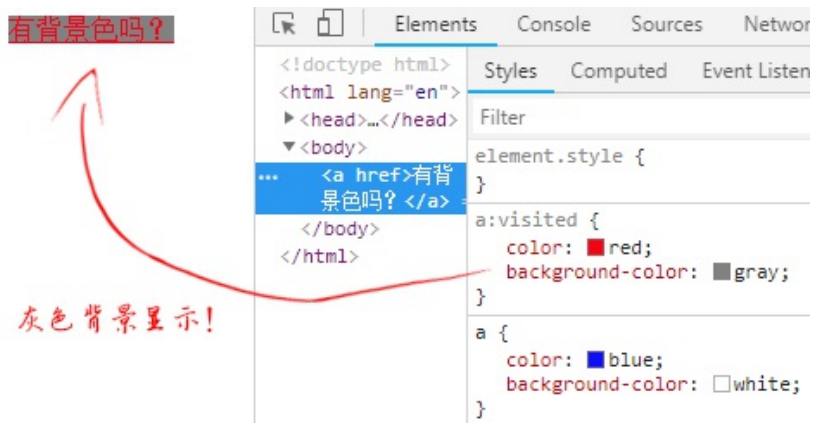 有背景色吗？
Elements Console Sources Networ
<!doctype html>
<html lang="en">
▶<head>…</head>
▼<body>
… <a href>有背
景色吗？</a> =
</body>
</html>
灰色背景显示!
Styles Computed Event Listen
Filter
element.style {
}
a:visited {
color: red;
background-color: gray;
}
a {
color: blue;
background-color: white;
}